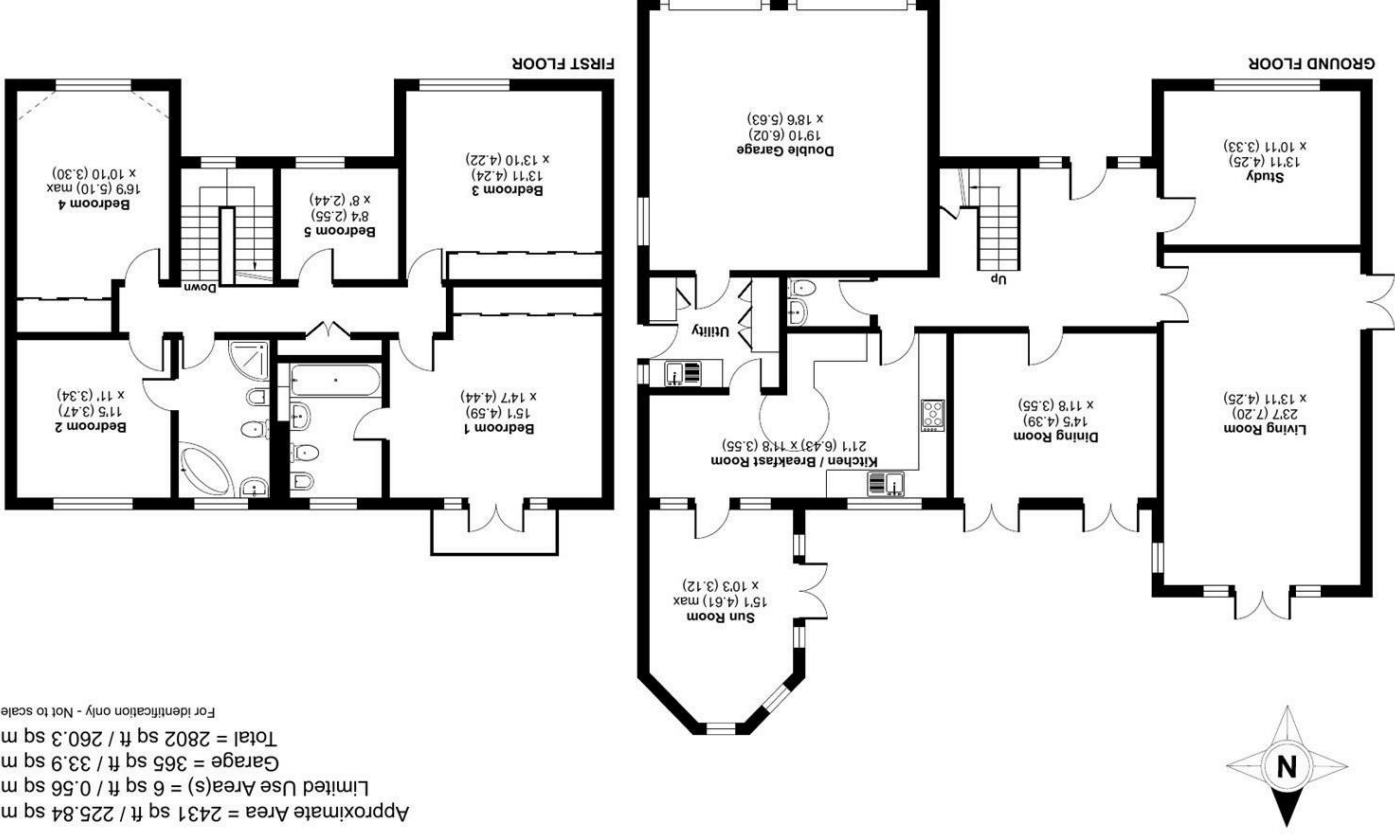 Approximate Area = 2431 sq ft / 225.84 sq m
Limited Use Area(s) = 6 sq ft / 0.56 sq m
Garage = 365 sq ft / 33.9 sq m
Total = 2802 sq ft / 260.3 sq m
For identification only - Not to scale
N
Sun Room
15'1 (4.61) max
x 10'3 (3.12)
Living Room
23'7 (7.20)
x 13'11 (4.25)
Dining Room
14'5 (4.39)
x 11'8 (3.55)
Kitchen / Breakfast Room
21'1 (6.43) x 11'8 (3.55)
Utility
Up
Study
13'11 (4.25)
x 10'11 (3.33)
Double Garage
19'10 (6.02)
x 18'6 (5.63)
GROUND FLOOR
Bedroom 1
15'1 (4.59)
x 14'7 (4.44)
Bedroom 2
11'5 (3.47)
x 11' (3.34)
Down
Bedroom 3
13'11 (4.24)
x 13'10 (4.22)
Bedroom 5
8'4 (2.55)
x 8' (2.44)
Bedroom 4
16'9 (5.10) max
x 10'10 (3.30)
FIRST FLOOR